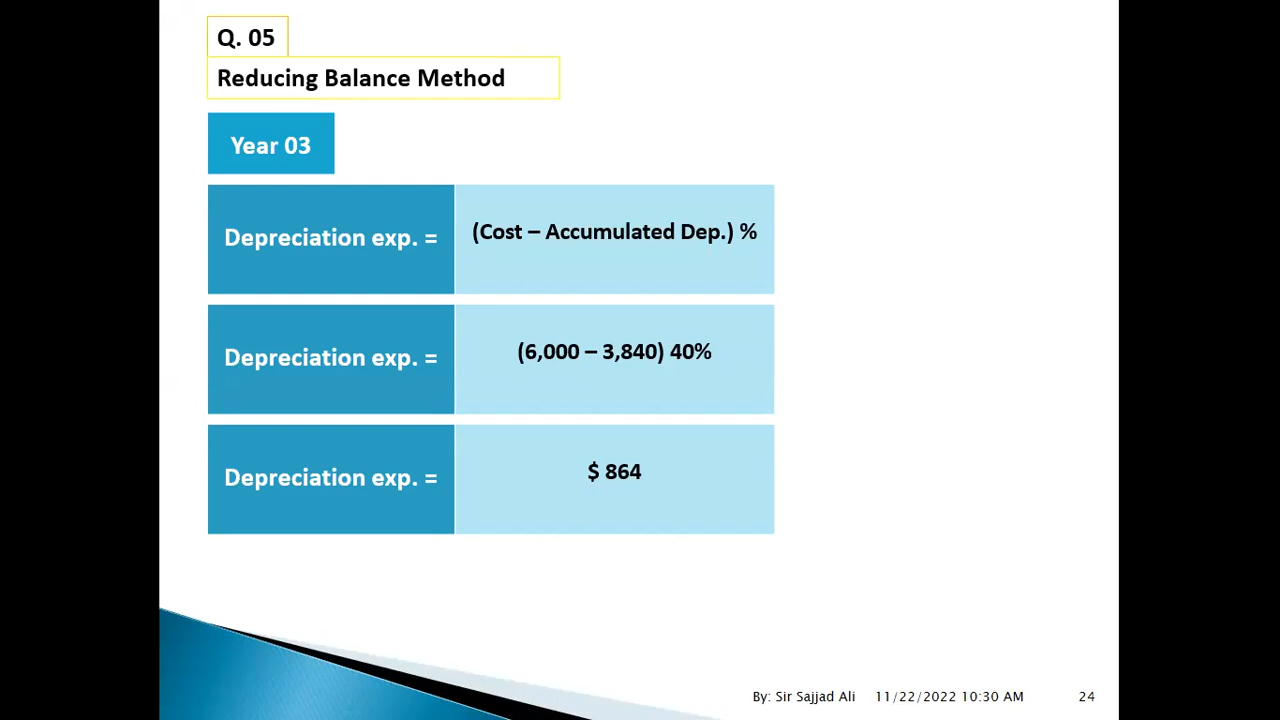 Q. 05
Reducing Balance Method
Year 03
Depreciation exp. = (Cost – Accumulated Dep.) %
Depreciation exp. = (6,000 – 3,840) 40%
Depreciation exp. = $ 864
By: Sir Sajjad Ali 11/22/2022 10:30 AM 24